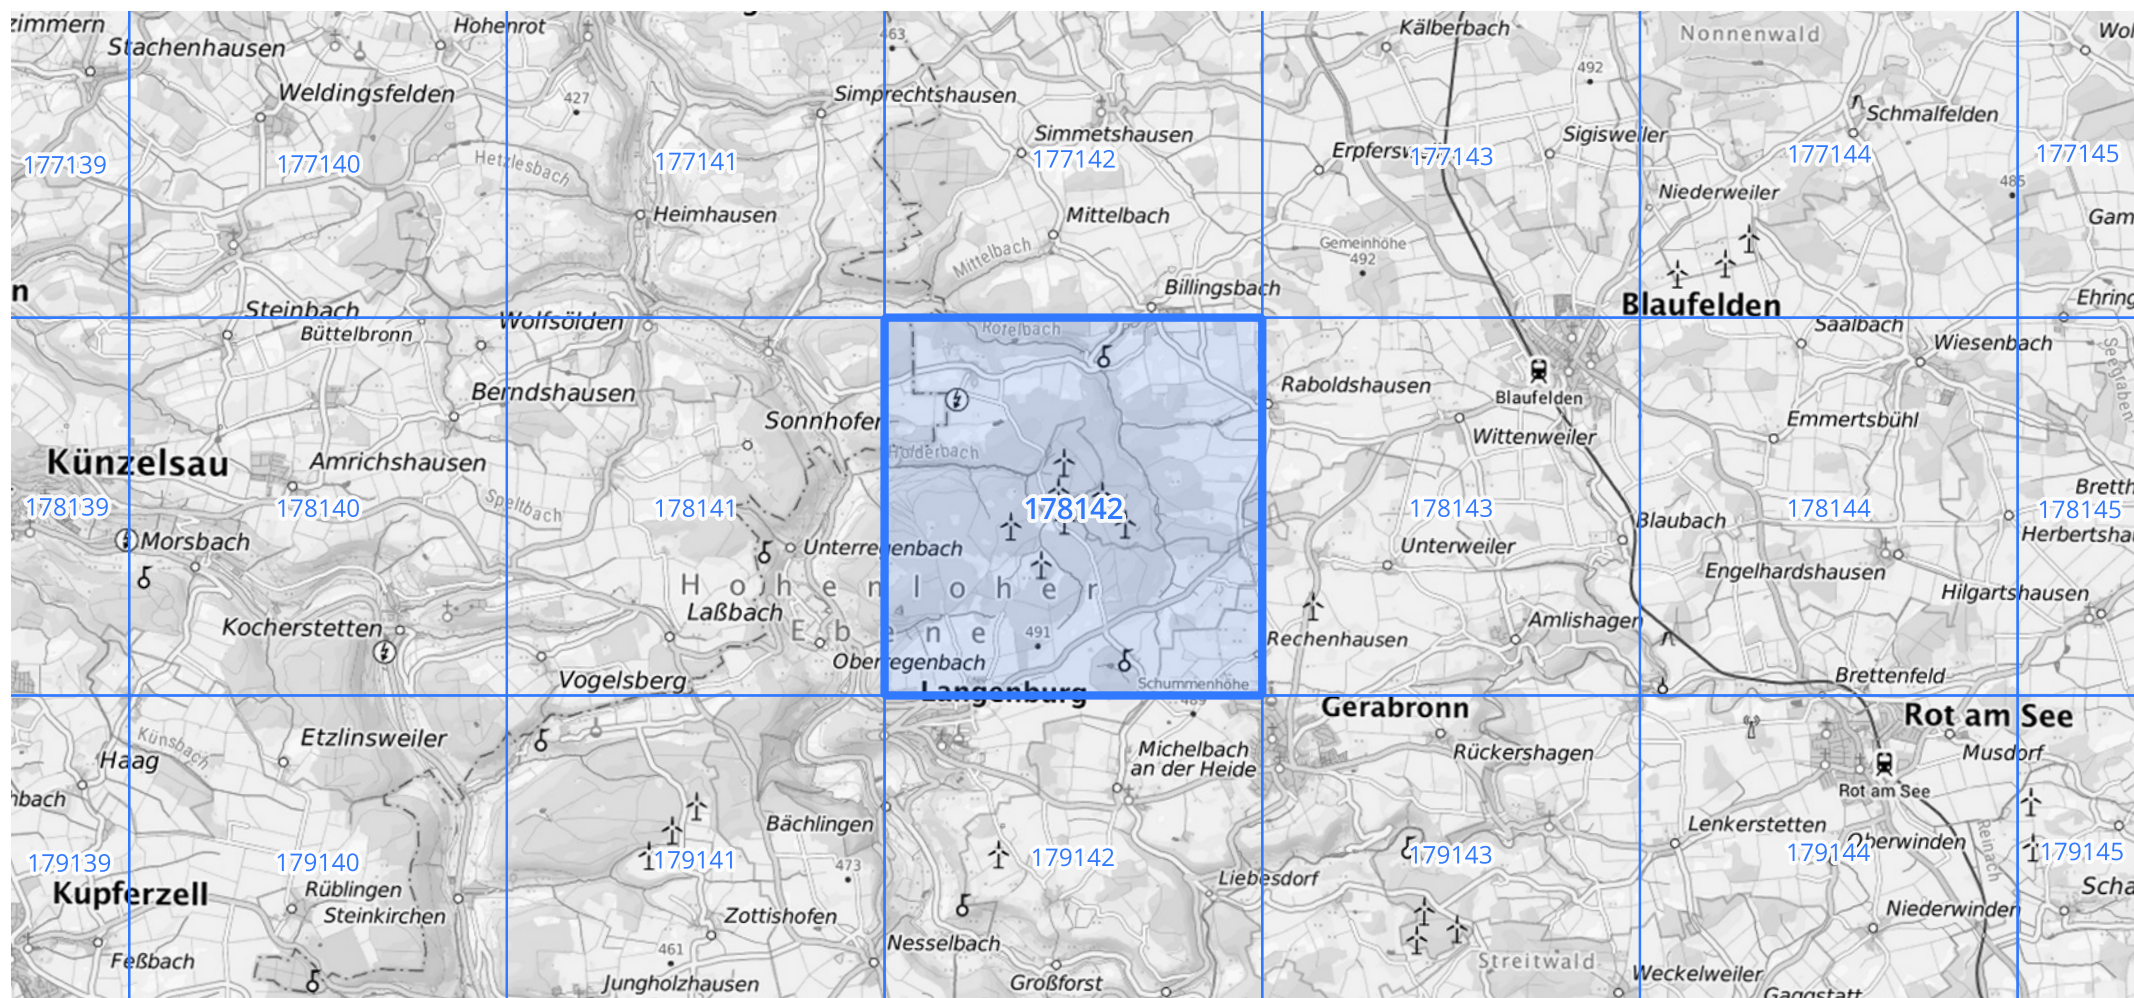 zimmern
Stachenhausen
Hohenrot
463
Kälberbach
Nonnenwald
Weldingsfelden
427
Simprechtshausen
492
Schmalfelden
Simmetshausen
Sigisweiler
177139
177140
Hetzlesbach
177141
177142
177143
177144
177145
Niederweiler
485
Heimhausen
Mittelbach
Gam
Mittelbach
Gemeinhöhe
492
n
Steinbach
Billingsbach
Blaufelden
Ehring
Büttelbronn
Wolfsölden
Rötelbach
Saalbach
Wiesenbach
Seegraben
Berndshausen
Raboldshausen
Blaufelden
Sonnhofen
Emmertsbühl
Künzelsau
Amrichshausen
Wittenweiler
178139
178140
Speltbach
178141
178142
178143
178144
178145
Bretth
Morsbach
Unterregenbach
Blaubach
Herbertsha
Unterweiler
Hohenloher
Ebene
Engelhardshausen
Hilgartshausen
Laßbach
Kocherstetten
491
Amlishagen
Rechenhausen
Oberregenbach
Vogelsberg
Schummenhöhe
Brettenfeld
Langenburg
Gerabronn
Rot am See
489
Künsbach
Etzlinsweiler
Haag
Michelbach
an der Heide
Rückershagen
Musdorf
hbach
Rot am See
Bächlingen
Lenkerstetten
Oberwinden
Reinach
179139
179140
179141
473
179142
179143
179144
179145
Kupferzell
Rüblingen
Liebesdorf
Scha
Steinkirchen
Zottishofen
Niederwinden
Nesselbach
Feßbach
461
Streitwald
Jungholzhausen
Großforst
Weckelweiler
Gaggstatt